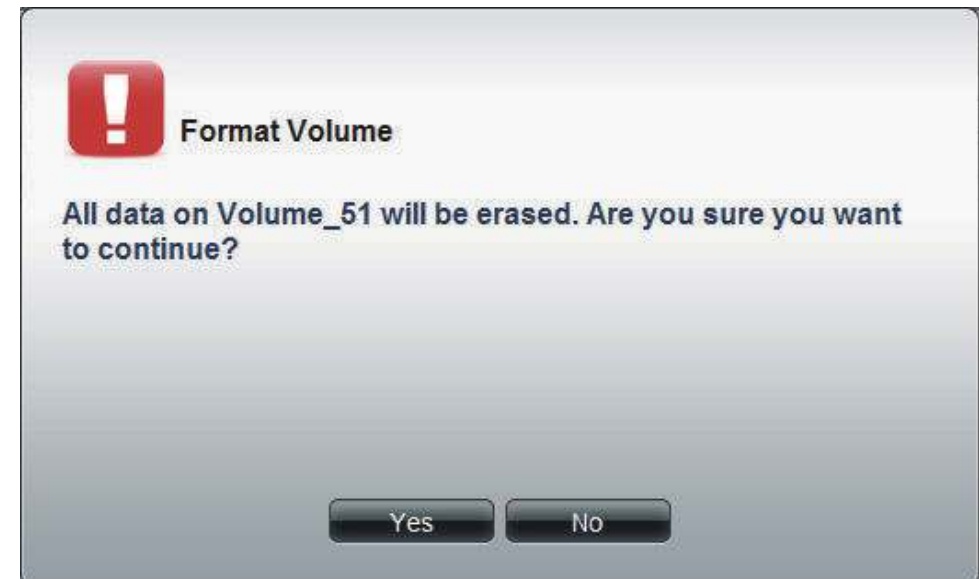 Format Volume
All data on Volume_51 will be erased. Are you sure you want
to continue?
Yes No